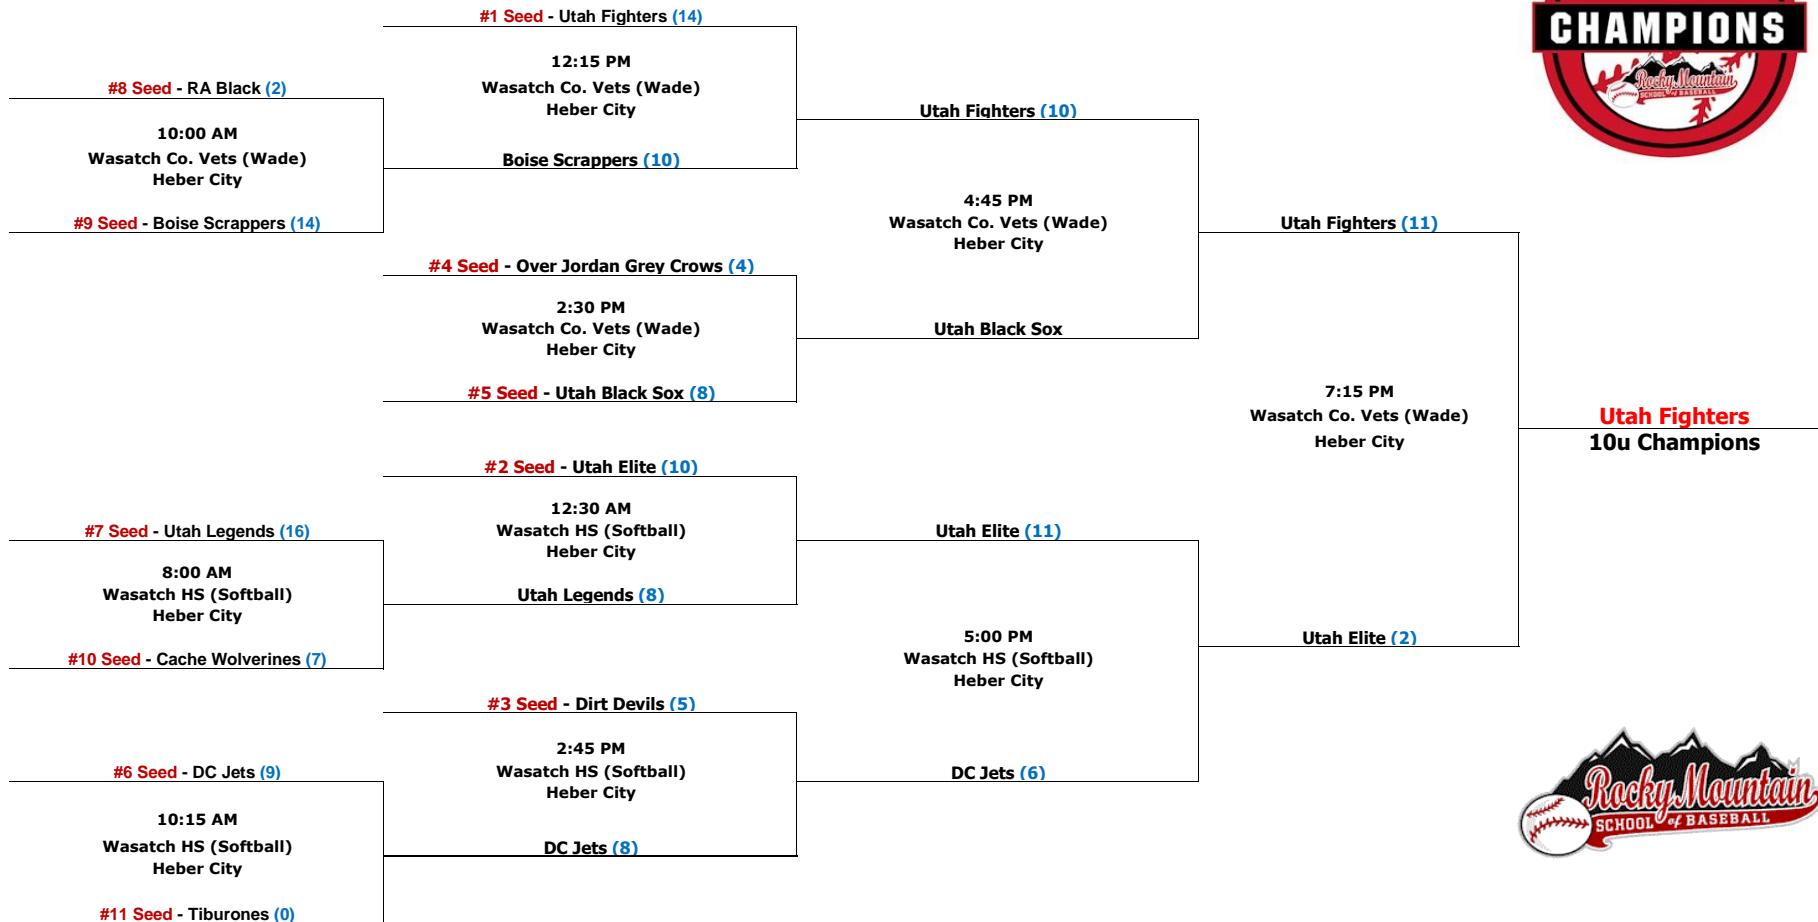 #1 Seed - Utah Fighters (14)
12:15 PM
Wasatch Co. Vets (Wade)
Heber City
#8 Seed - RA Black (2)
10:00 AM
Wasatch Co. Vets (Wade)
Heber City
Boise Scrappers (10)
#9 Seed - Boise Scrappers (14)
Utah Fighters (10)
4:45 PM
Wasatch Co. Vets (Wade)
Heber City
#4 Seed - Over Jordan Grey Crows (4)
2:30 PM
Wasatch Co. Vets (Wade)
Heber City
#5 Seed - Utah Black Sox (8)
Utah Black Sox
Utah Fighters (11)
7:15 PM
Wasatch Co. Vets (Wade)
Heber City
Utah Fighters
10u Champions
#2 Seed - Utah Elite (10)
12:30 AM
Wasatch HS (Softball)
Heber City
#7 Seed - Utah Legends (16)
8:00 AM
Wasatch HS (Softball)
Heber City
Utah Legends (8)
#10 Seed - Cache Wolverines (7)
Utah Elite (11)
5:00 PM
Wasatch HS (Softball)
Heber City
Utah Elite (2)
#3 Seed - Dirt Devils (5)
2:45 PM
Wasatch HS (Softball)
Heber City
#6 Seed - DC Jets (9)
10:15 AM
Wasatch HS (Softball)
Heber City
DC Jets (8)
#11 Seed - Tiburones (0)
DC Jets (6)
CHAMPIONS
Rocky Mountain
SCHOOL of BASEBALL
Rocky Mountain
SCHOOL of BASEBALL